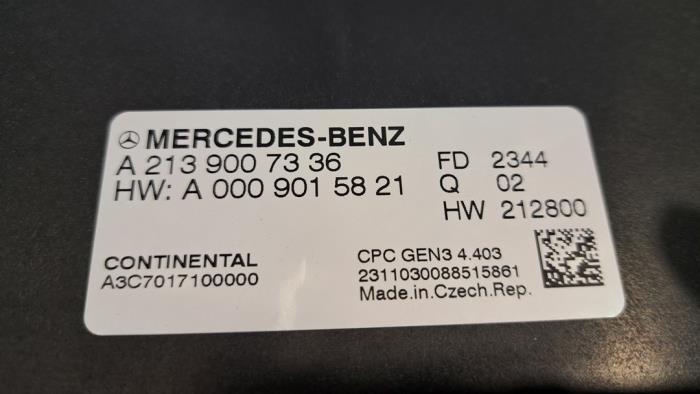 MERCEDES-BENZ
A 213 900 73 36
HW: A 000 901 58 21
FD 2344
Q 02
HW 212800
CONTINENTAL
A3C7017100000
CPC GEN3 4.403
2311030088515861
Made.in.Czech.Rep.